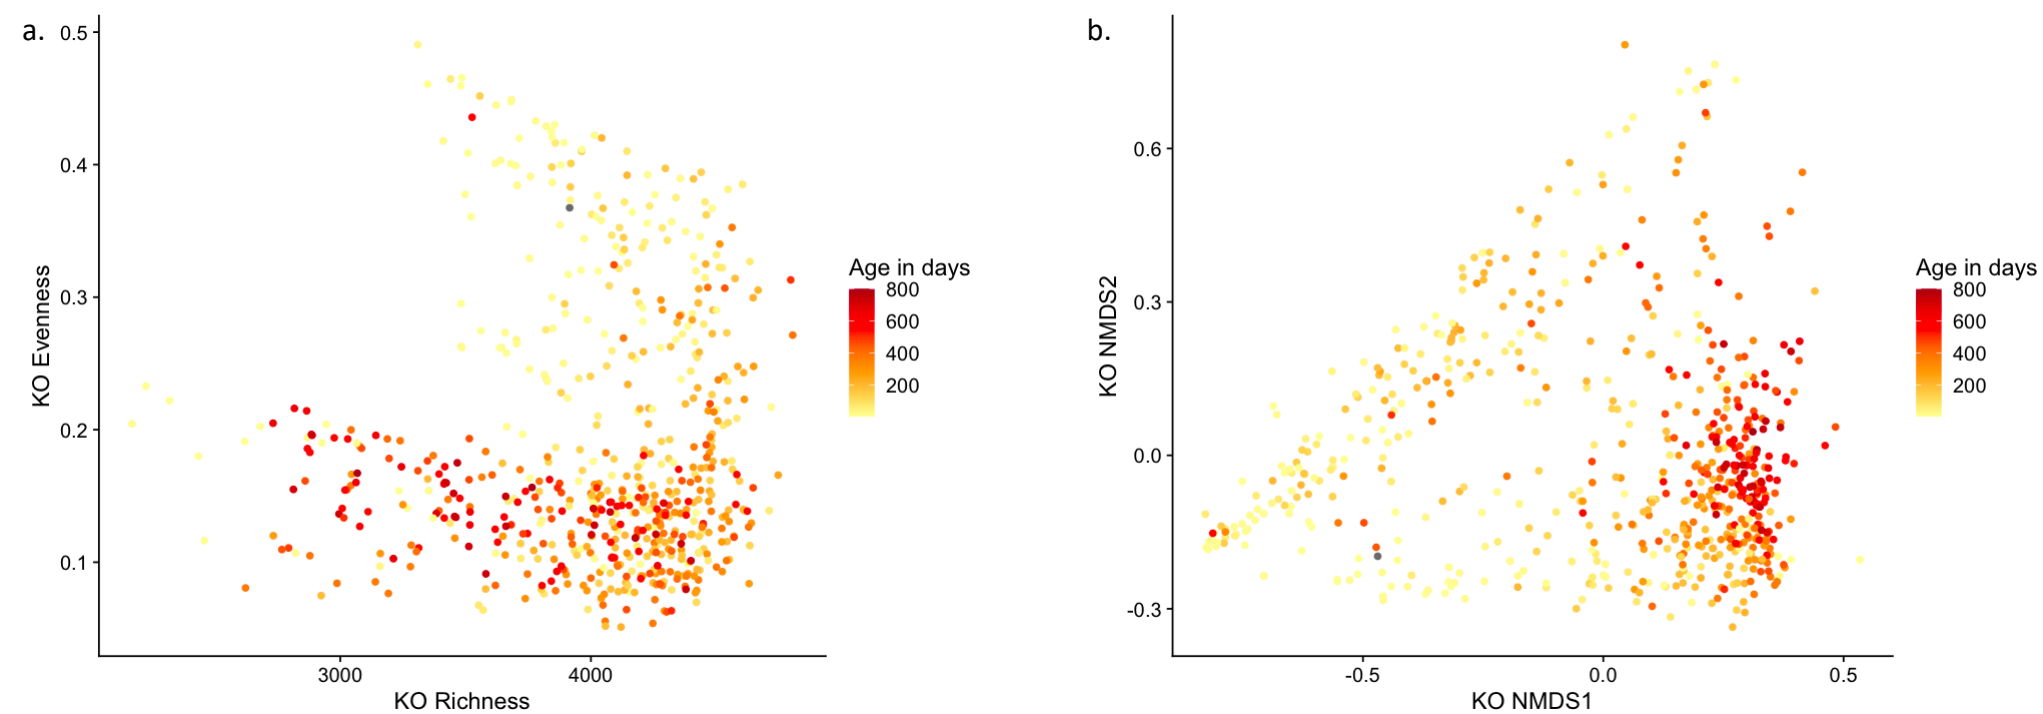 a.
KO Evenness
0.5
0.4
0.3
0.2
0.1
3000
4000
KO Richness
Age in days
800
600
400
200
b.
KO NMDS2
0.6
0.3
0.0
-0.3
-0.5
0.0
0.5
KO NMDS1
Age in days
800
600
400
200